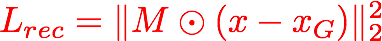 L_{rec} = \|M \odot (x - x_G)\|_2^2